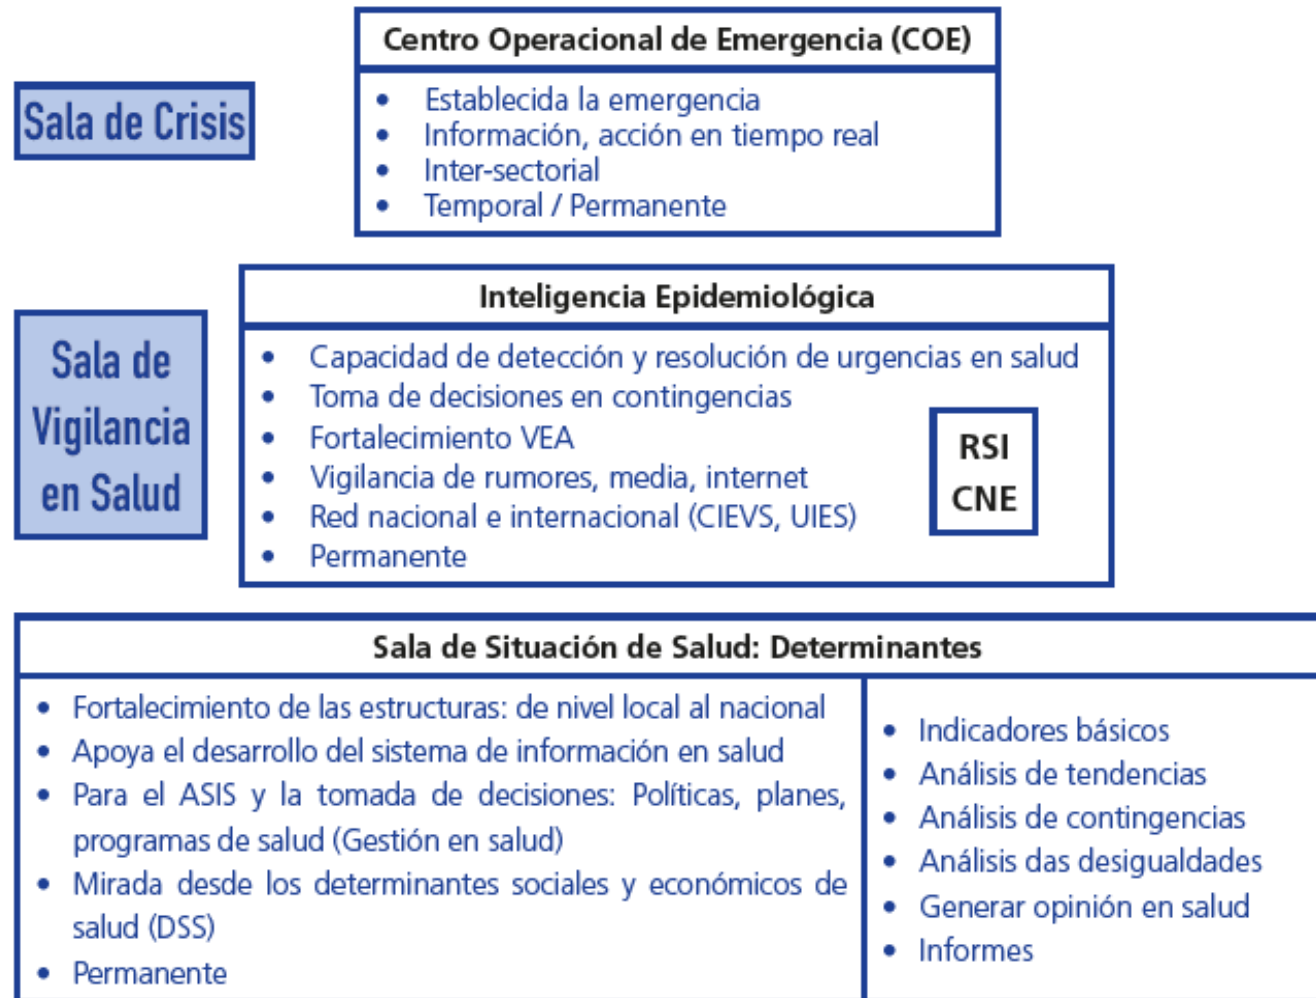 Centro Operacional de Emergencia (COE)
Sala de Crisis
• Establecida la emergencia
• Información, acción en tiempo real
• Inter-sectorial
• Temporal / Permanente
Inteligencia Epidemiológica
Sala de
Vigilancia
en Salud
• Capacidad de detección y resolución de urgencias en salud
• Toma de decisiones en contingencias
• Fortalecimiento VEA
• Vigilancia de rumores, media, internet
• Red nacional e internacional (CIEVS, UIES)
• Permanente
RSI
CNE
Sala de Situación de Salud: Determinantes
• Fortalecimiento de las estructuras: de nivel local al nacional
• Apoya el desarrollo del sistema de información en salud
• Para el ASIS y la tomada de decisiones: Políticas, planes,
programas de salud (Gestión en salud)
• Mirada desde los determinantes sociales y económicos de
salud (DSS)
• Permanente
• Indicadores básicos
• Análisis de tendencias
• Análisis de contingencias
• Análisis das desigualdades
• Generar opinión en salud
• Informes